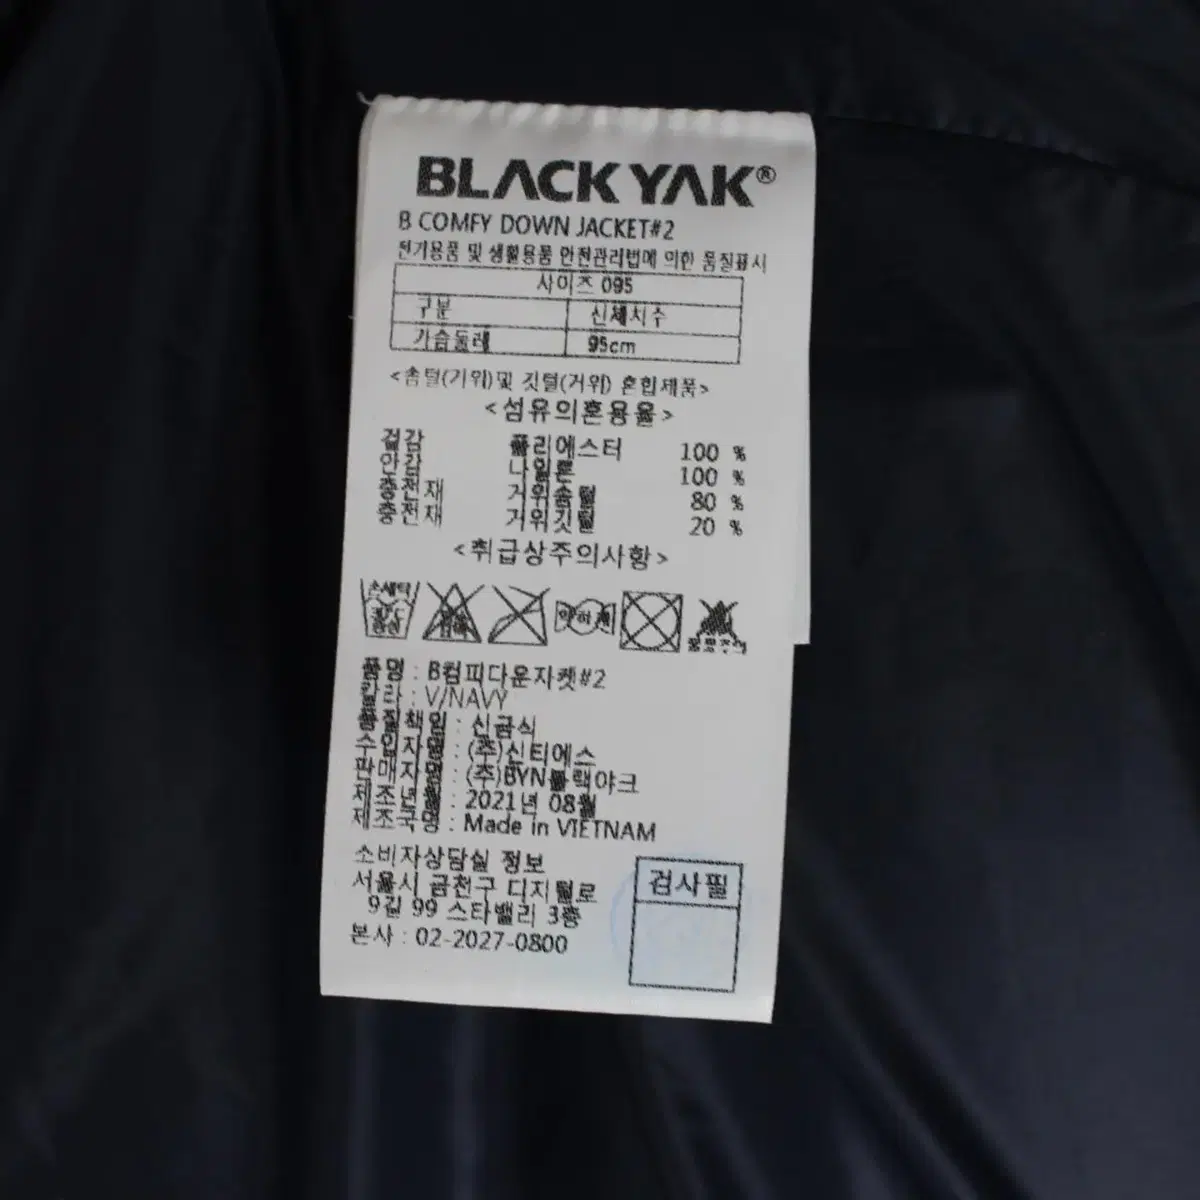 BLACK YAK®
B COMFY DOWN JACKET#2
전기용품 및 생활용품 안전관리법에 의한 품질표시
사이즈 095
구분 신체치수
가슴둘레 95cm
<솜털(거위)및 깃털(거위) 혼합제품>
<섬유의혼용율>
겉감 폴리에스터 100 %
안감 나일론 100 %
충전재 거위솜털 80 %
충전재 거위깃털 20 %
<취급상주의사항>
손세탁
품명 : B컴피다운자켓#2
칼라 : V/NAVY
품질책임 : 신금식
수입자명 : (주)신티에스
판매자명 : (주)BYN블랙야크
제조년월 : 2021년 08월
제조국명 : Made in VIETNAM
소비자상담실 정보
서울시 금천구 디지털로
9길 99 스타밸리 3층
본사 : 02-2027-0800
검사필